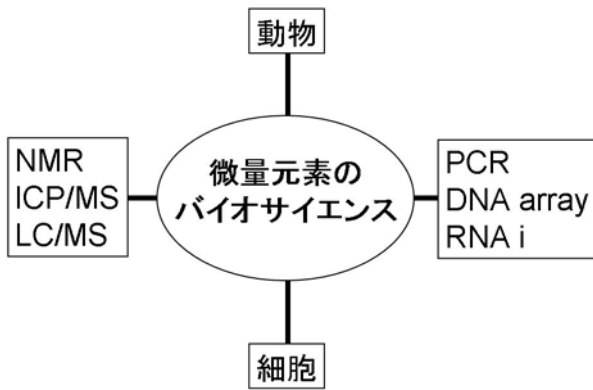 動物
NMR
ICP/MS
LC/MS
微量元素の
バイオサイエンス
PCR
DNA array
RNA i
細胞